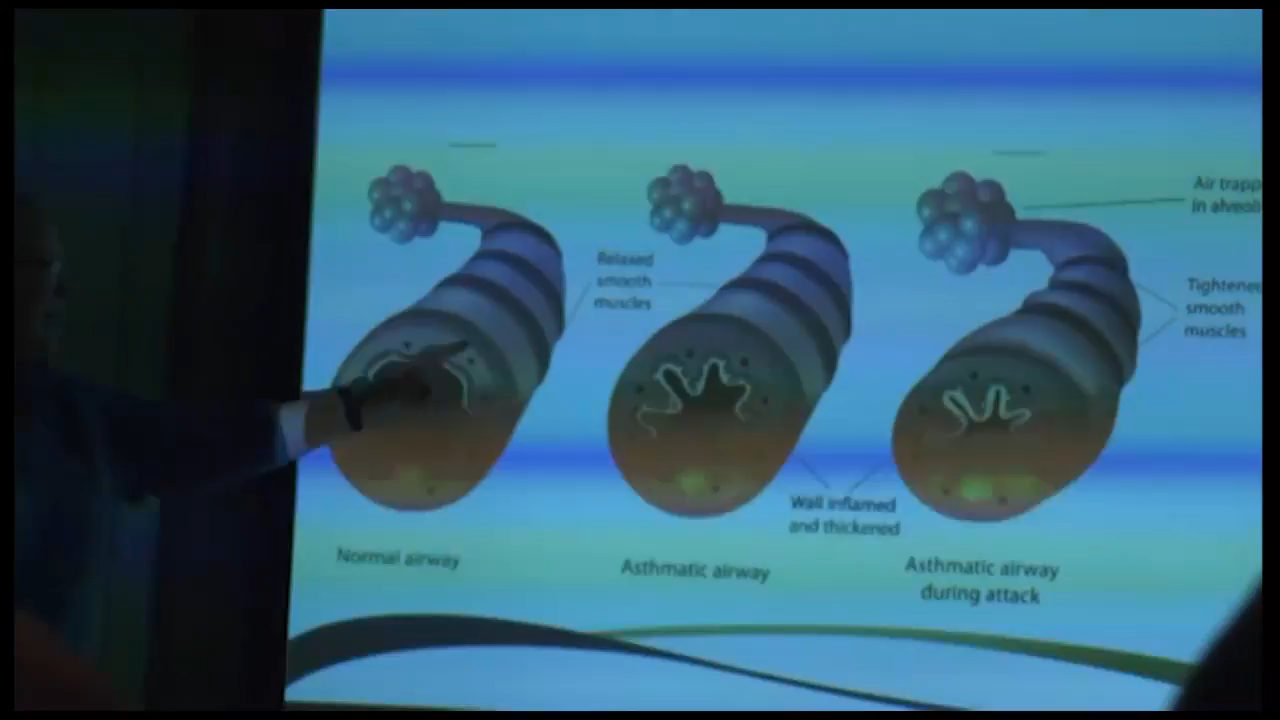 Air trapp
in alveol
Relaxed
smooth
muscles
Tightene
smooth
muscles
Wall inflamed
and thickened
Normal airway
Asthmatic airway
Asthmatic airway
during attack